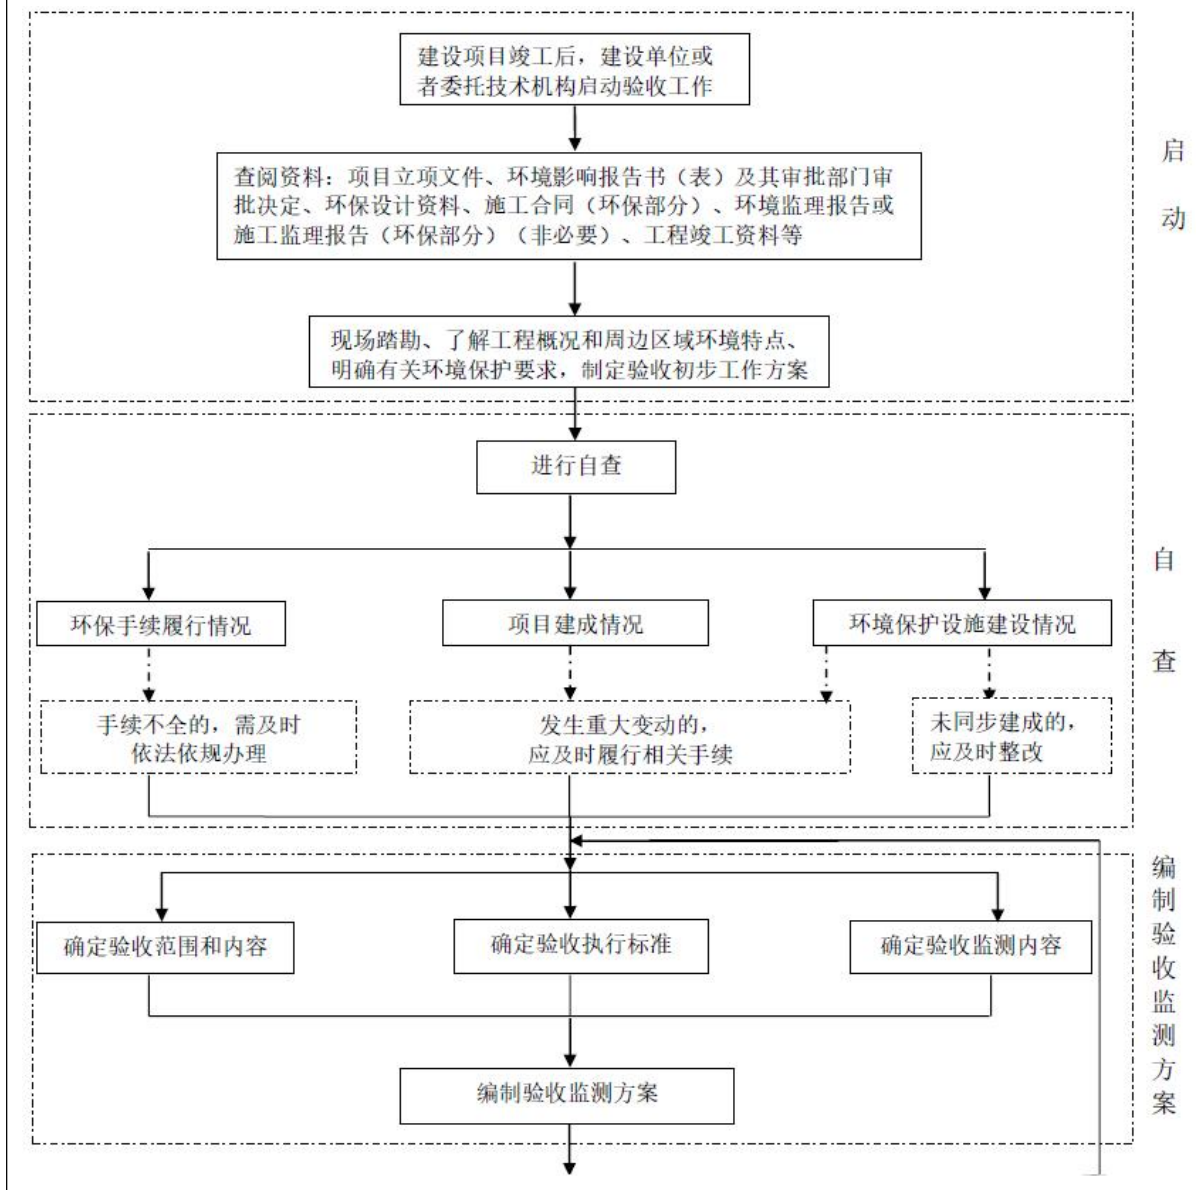 建设项目竣工后，建设单位或
者委托技术机构启动验收工作
启
动
查阅资料：项目立项文件、环境影响报告书（表）及其审批部门审
批决定、环保设计资料、施工合同（环保部分）、环境监理报告或
施工监理报告（环保部分）（非必要）、工程竣工资料等
现场踏勘、了解工程概况和周边区域环境特点、
明确有关环境保护要求，制定验收初步工作方案
进行自查
自
查
环保手续履行情况
项目建成情况
环境保护设施建设情况
手续不全的，需及时
依法依规办理
发生重大变动的，
应及时履行相关手续
未同步建成的，
应及时整改
编
制
验
收
监
测
方
案
确定验收范围和内容
确定验收执行标准
确定验收监测内容
编制验收监测方案